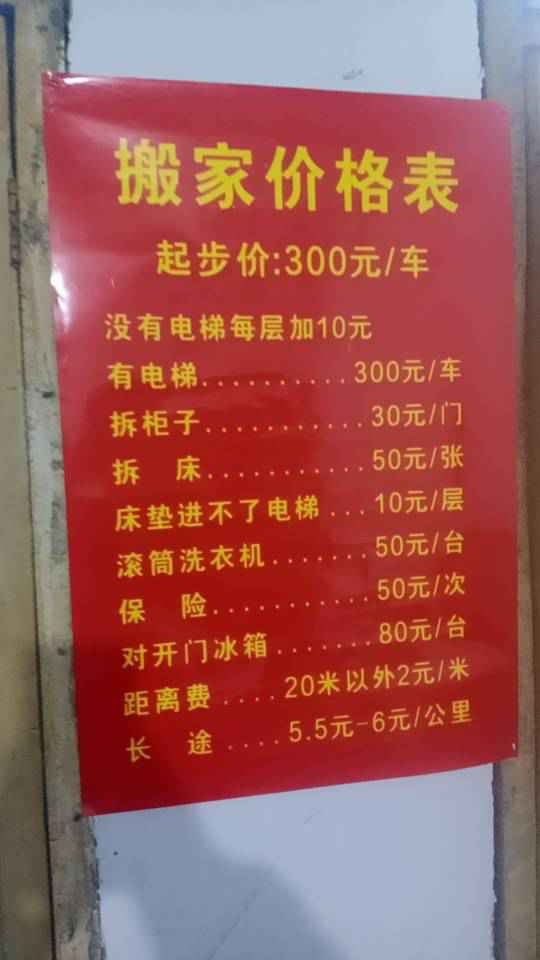 搬家价格表
起步价:300元/车
没有电梯每层加10元
有电梯..........300元/车
拆柜子...........30元/门
拆 床...........50元/张
床垫进不了电梯...10元/层
滚筒洗衣机.......50元/台
保 险...........50元/次
对开门冰箱.......80元/台
距离费....20米以外2元/米
长 途....5.5元-6元/公里